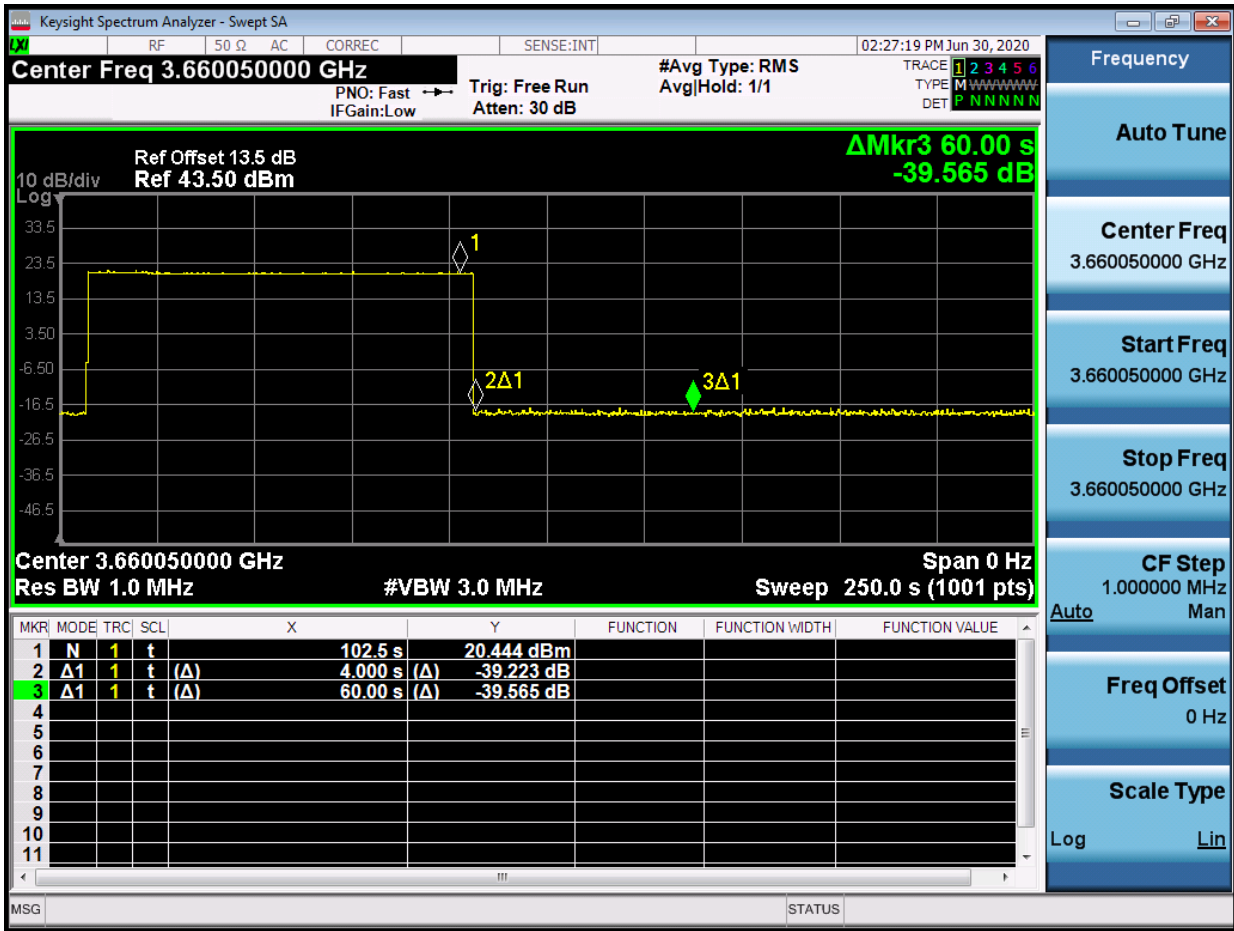 Keysight Spectrum Analyzer - Swept SA
LXI RF 50 Ω AC CORREC SENSE:INT 02:27:19 PM Jun 30, 2020
Center Freq 3.660050000 GHz
PNO: Fast
IFGain:Low
Trig: Free Run
Atten: 30 dB
#Avg Type: RMS
Avg|Hold: 1/1
TRACE 1 2 3 4 5 6
TYPE M W W W W W
DET P N N N N N
ΔMkr3 60.00 s
-39.565 dB
Ref Offset 13.5 dB
10 dB/div Ref 43.50 dBm
Log
33.5
23.5
13.5
3.50
-6.50
-16.5
-26.5
-36.5
-46.5
1
2Δ1
3Δ1
Center 3.660050000 GHz Span 0 Hz
Res BW 1.0 MHz #VBW 3.0 MHz Sweep 250.0 s (1001 pts)
MKR MODE TRC SCL X Y FUNCTION FUNCTION WIDTH FUNCTION VALUE
1 N 1 t 102.5 s 20.444 dBm
2 Δ1 1 t (Δ) 4.000 s (Δ) -39.223 dB
3 Δ1 1 t (Δ) 60.00 s (Δ) -39.565 dB
4
5
6
7
8
9
10
11
MSG STATUS
Frequency
Auto Tune
Center Freq
3.660050000 GHz
Start Freq
3.660050000 GHz
Stop Freq
3.660050000 GHz
CF Step
1.000000 MHz
Auto Man
Freq Offset
0 Hz
Scale Type
Log Lin